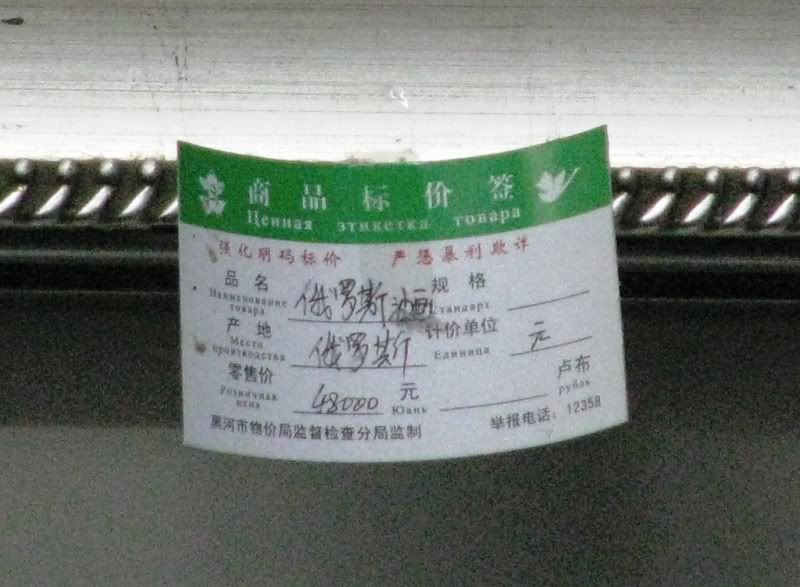 商品标价签
Ценная этикетка товара
强化明码标价 严惩暴利欺诈
品名 俄罗斯油画 规格
Наименование товара Стандарт
产地 俄罗斯 计价单位 元
Место производства Единица
零售价 48000 元 卢布
Розничная цена Юань рубль
黑河市物价局监督检查分局监制 举报电话：12358